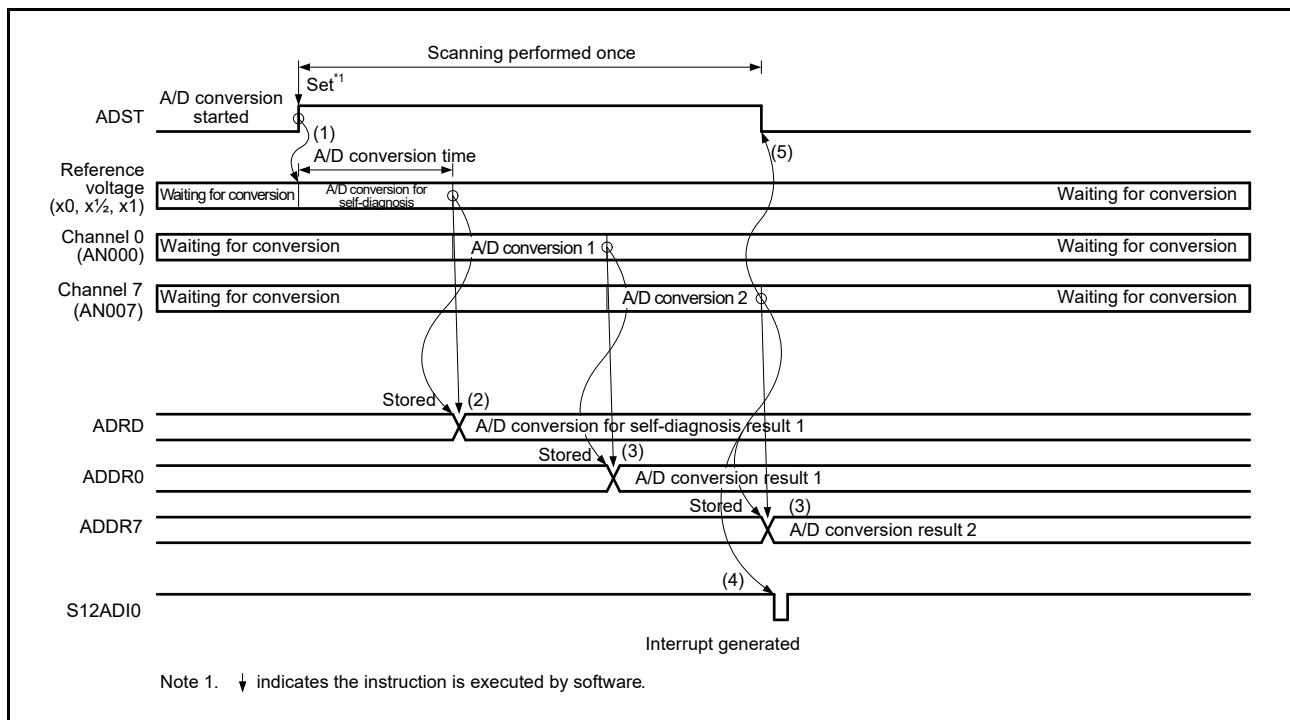 Scanning performed once
Set*1
A/D conversion
started
ADST
(1)
(5)
A/D conversion time
Reference
voltage
(x0, x½, x1)
Waiting for conversion
A/D conversion for
self-diagnosis
Waiting for conversion
Channel 0
(AN000)
Waiting for conversion
A/D conversion 1
Waiting for conversion
Channel 7
(AN007)
Waiting for conversion
A/D conversion 2
Waiting for conversion
Stored
(2)
ADRD
A/D conversion for self-diagnosis result 1
Stored
(3)
ADDR0
A/D conversion result 1
Stored
(3)
ADDR7
A/D conversion result 2
(4)
S12ADI0
Interrupt generated
Note 1. indicates the instruction is executed by software.